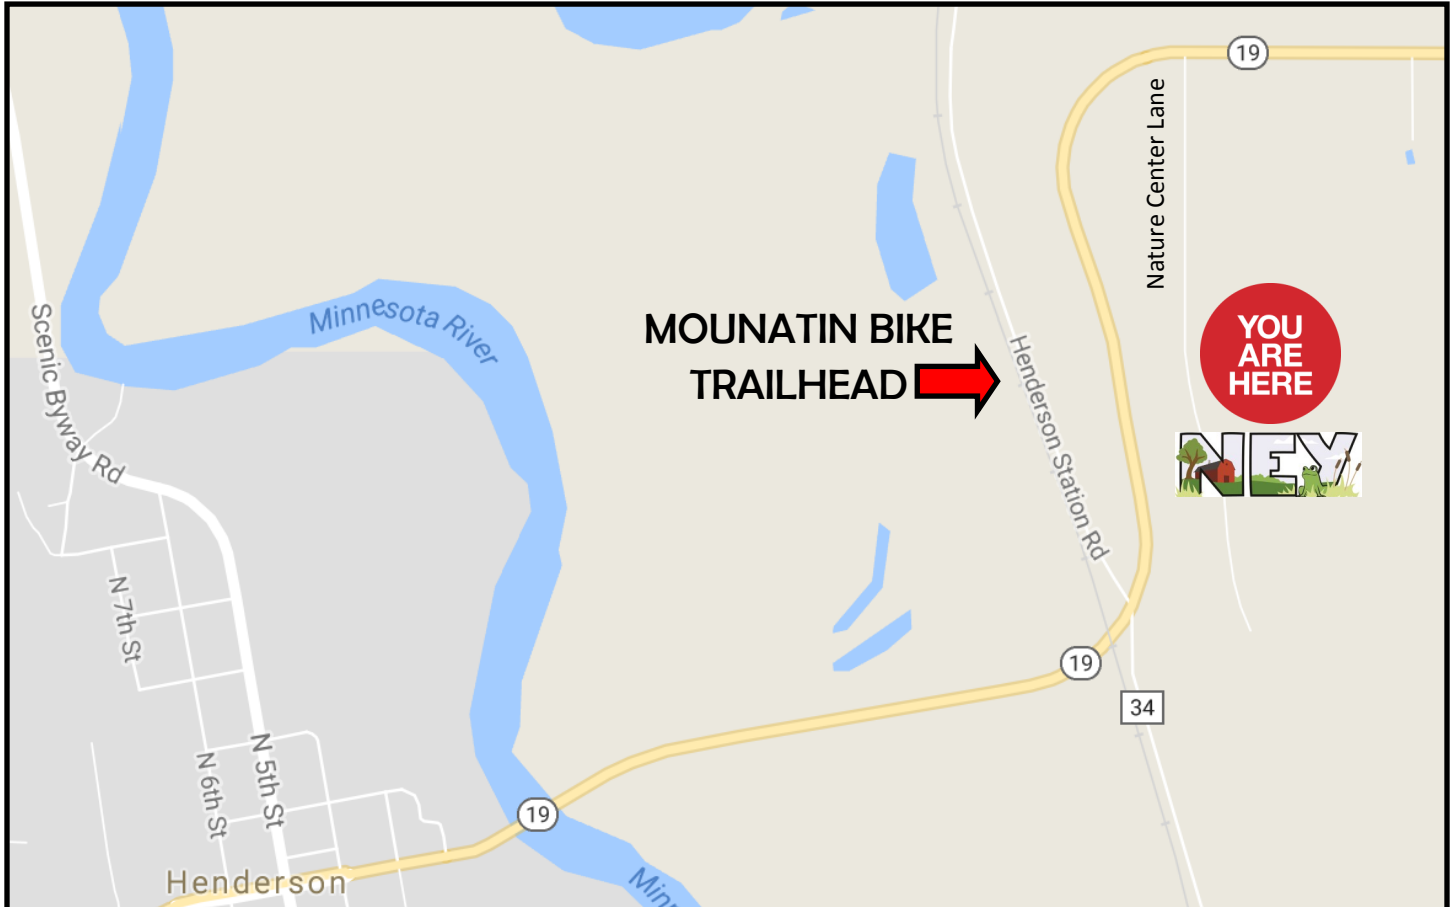 19
Nature Center Lane
Minnesota River
Scenic Byway Rd
MOUNATIN BIKE
TRAILHEAD
Henderson Station Rd
YOU
ARE
HERE
NEY
N 7th St
19
34
N 5th St
N 6th St
19
Henderson
Minn